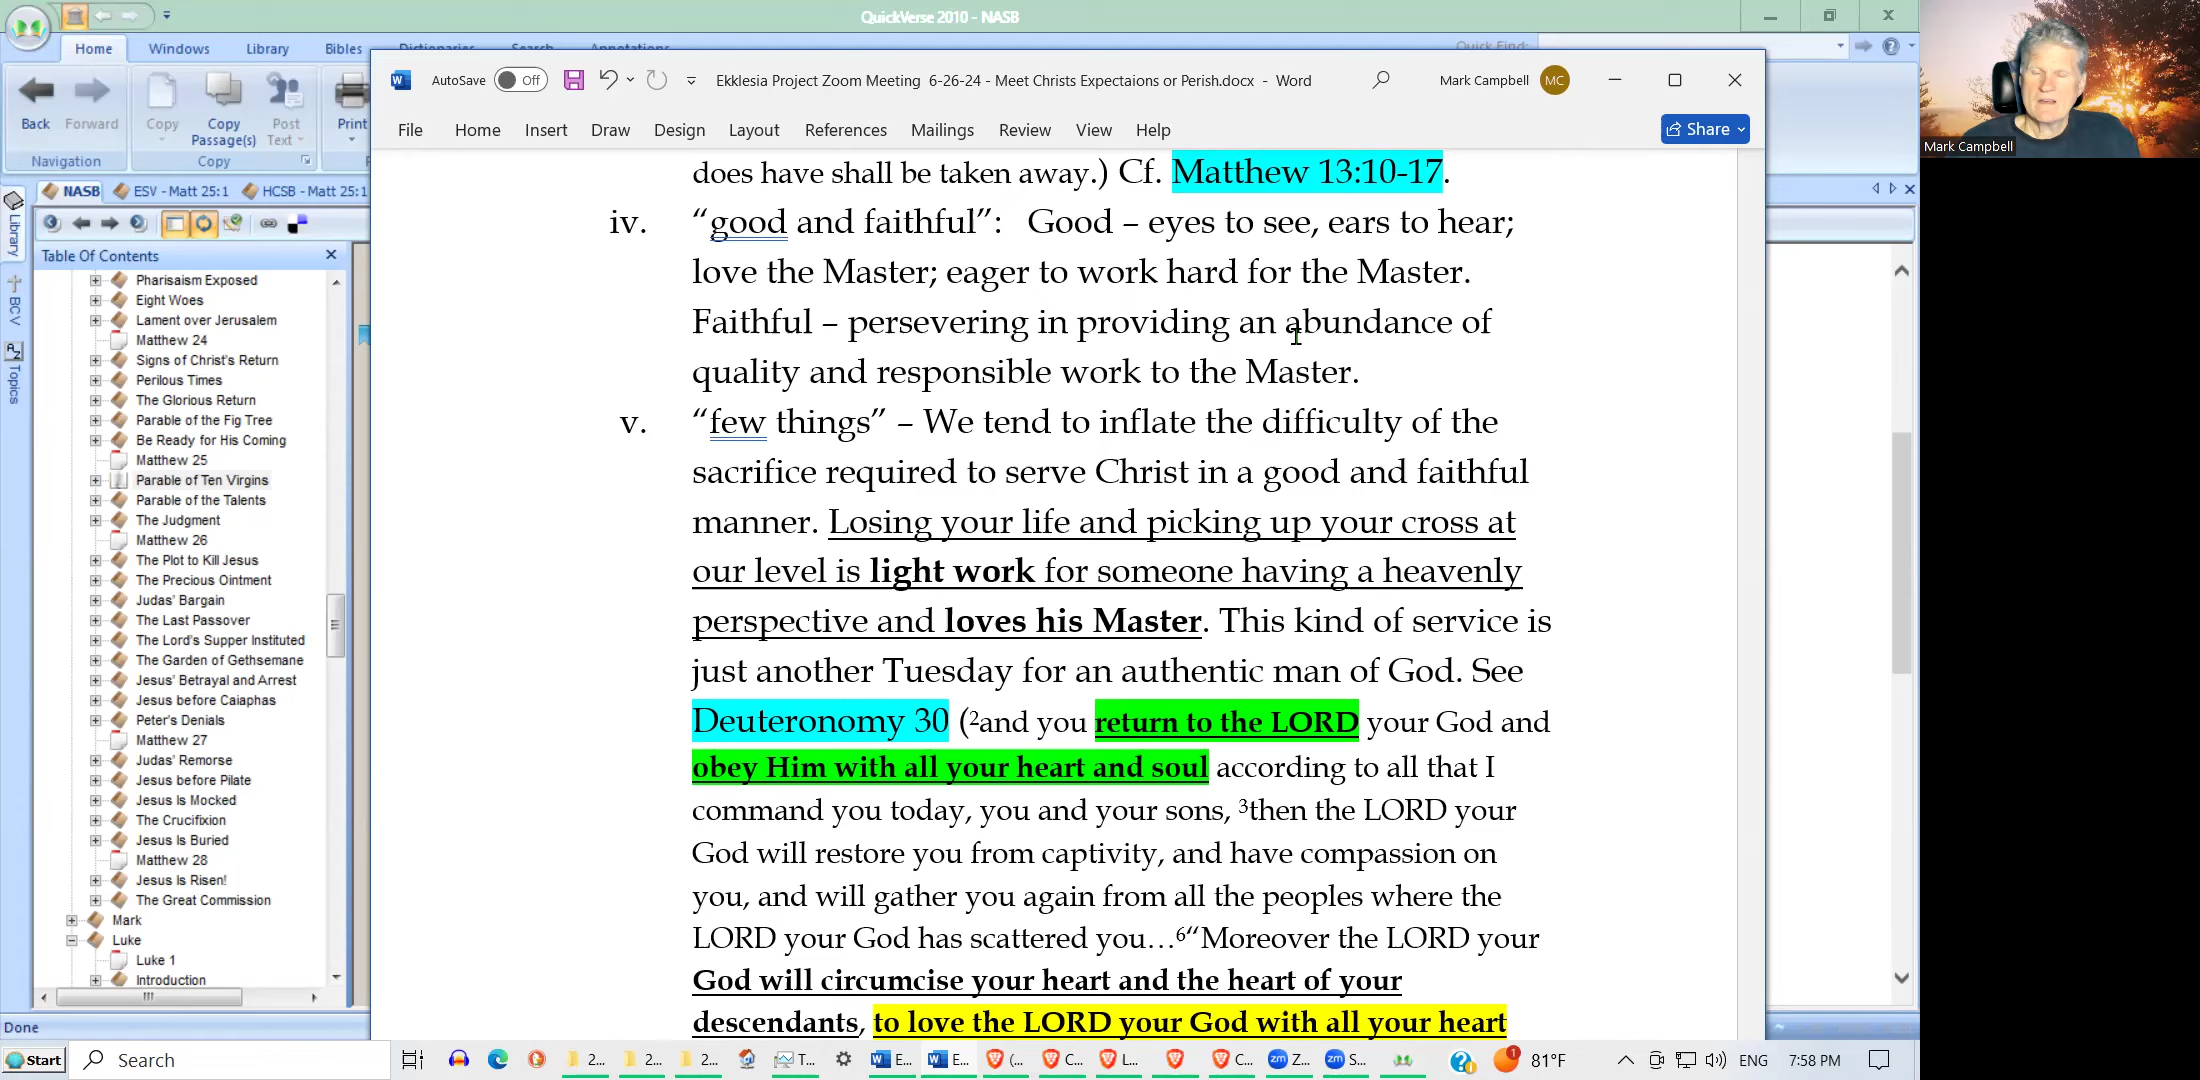 QuickVerse 2010 - NASB
Home Windows Library Bibles Dictionaries Search Annotations Quick Find:
AutoSave Off Ekklesia Project Zoom Meeting 6-26-24 - Meet Christs Expectaions or Perish.docx - Word Mark Campbell MC
File Home Insert Draw Design Layout References Mailings Review View Help Share
Back Forward Copy Copy Passage(s) Post Text Print
Navigation Copy
NASB ESV - Matt 25:1 HCSB - Matt 25:1
Library
BCV
Topics
Table Of Contents
Pharisaism Exposed
Eight Woes
Lament over Jerusalem
Matthew 24
Signs of Christ's Return
Perilous Times
The Glorious Return
Parable of the Fig Tree
Be Ready for His Coming
Matthew 25
Parable of Ten Virgins
Parable of the Talents
The Judgment
Matthew 26
The Plot to Kill Jesus
The Precious Ointment
Judas' Bargain
The Last Passover
The Lord's Supper Instituted
The Garden of Gethsemane
Jesus' Betrayal and Arrest
Jesus before Caiaphas
Peter's Denials
Matthew 27
Judas' Remorse
Jesus before Pilate
Jesus Is Mocked
The Crucifixion
Jesus Is Buried
Matthew 28
Jesus Is Risen!
The Great Commission
Mark
Luke
Luke 1
Introduction
Done
does have shall be taken away.) Cf. Matthew 13:10-17.
iv. “good and faithful”: Good – eyes to see, ears to hear;
love the Master; eager to work hard for the Master.
Faithful – persevering in providing an abundance of
quality and responsible work to the Master.
v. “few things” – We tend to inflate the difficulty of the
sacrifice required to serve Christ in a good and faithful
manner. Losing your life and picking up your cross at
our level is light work for someone having a heavenly
perspective and loves his Master. This kind of service is
just another Tuesday for an authentic man of God. See
Deuteronomy 30 (2and you return to the LORD your God and
obey Him with all your heart and soul according to all that I
command you today, you and your sons, 3then the LORD your
God will restore you from captivity, and have compassion on
you, and will gather you again from all the peoples where the
LORD your God has scattered you…6“Moreover the LORD your
God will circumcise your heart and the heart of your
descendants, to love the LORD your God with all your heart
Mark Campbell
Start Search 2... 2... 2... T... E... E... (... C... L... C... Z... S... 1 81°F ENG 7:58 PM